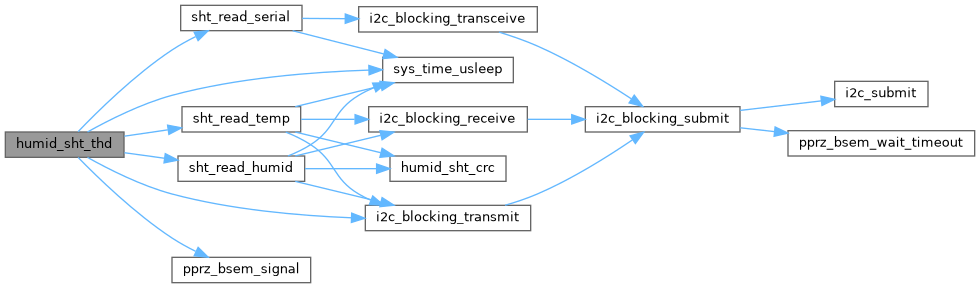 sht_read_serial
i2c_blocking_transceive
sys_time_usleep
i2c_submit
sht_read_temp
i2c_blocking_receive
i2c_blocking_submit
humid_sht_thd
pprz_bsem_wait_timeout
sht_read_humid
humid_sht_crc
i2c_blocking_transmit
pprz_bsem_signal